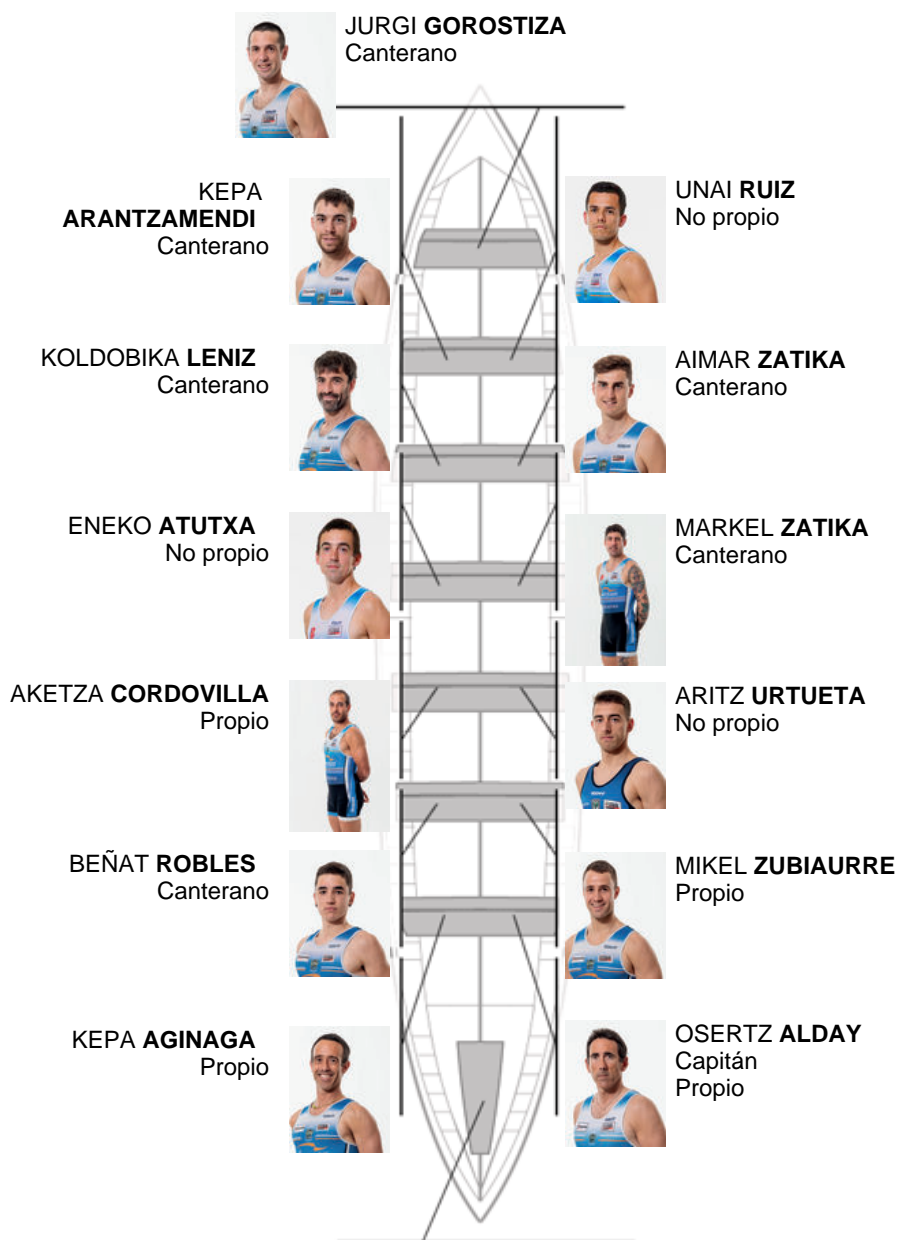 JURGI GOROSTIZA
Canterano
KEPA
ARANTZAMENDI
Canterano
UNAI RUIZ
No propio
KOLDOBIKA LENIZ
Canterano
AIMAR ZATIKA
Canterano
ENEKO ATUTXA
No propio
MARKEL ZATIKA
Canterano
AKETZA CORDOVILLA
Propio
ARITZ URTUETA
No propio
BEÑAT ROBLES
Canterano
MIKEL ZUBIAURRE
Propio
KEPA AGINAGA
Propio
OSERTZ ALDAY
Capitán
Propio